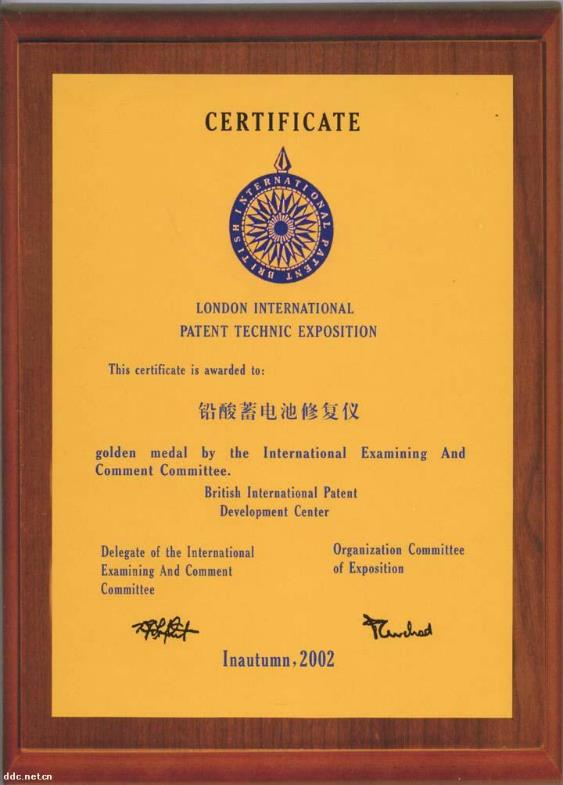 CERTIFICATE
BRITISH INTERNATIONAL PATENT
LONDON INTERNATIONAL
PATENT TECHNIC EXPOSITION
This certificate is awarded to:
铅酸蓄电池修复仪
golden medal by the International Examining And
Comment Committee.
British International Patent
Development Center
Delegate of the International
Examining And Comment
Committee
Organization Committee
of Exposition
Inautumn,2002
ddc.net.cn